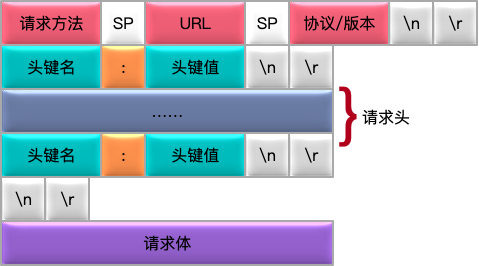 请求方法 SP URL SP 协议/版本 \n \r
头键名 : 头键值 \n \r
...... 请求头
头键名 : 头键值 \n \r
\n \r
请求体